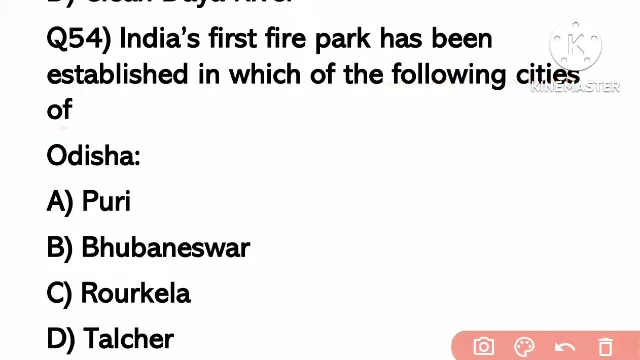 Q54) India's first fire park has been
established in which of the following cities
of
Odisha:
A) Puri
B) Bhubaneswar
C) Rourkela
D) Talcher
K
KINEMASTER